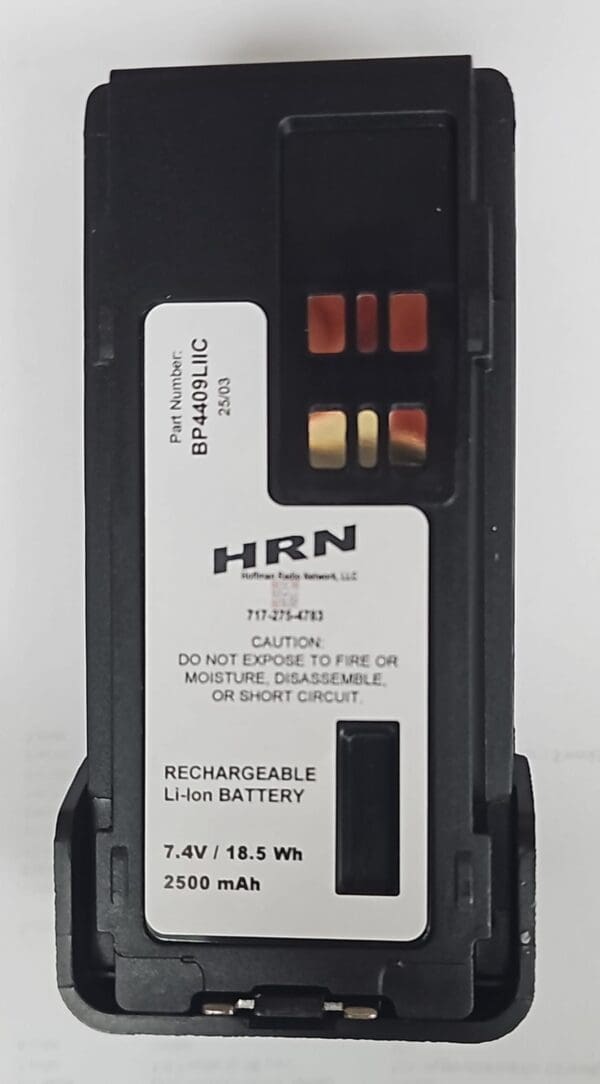 Part Number:
BP4409LIIC
25/03
HRN
Hoffman Radio Network, LLC
717-275-4783
CAUTION:
DO NOT EXPOSE TO FIRE OR
MOISTURE, DISASSEMBLE,
OR SHORT CIRCUIT.
RECHARGEABLE
Li-Ion BATTERY
7.4V / 18.5 Wh
2500 mAh